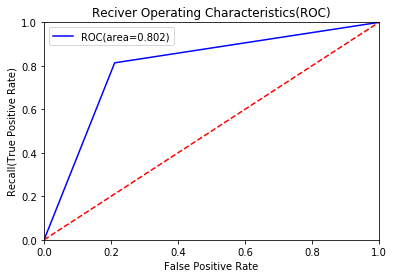 Reciver Operating Characteristics(ROC)
ROC(area=0.802)
Recall(True Positive Rate)
1.0
0.8
0.6
0.4
0.2
0.0
0.0 0.2 0.4 0.6 0.8 1.0
False Positive Rate